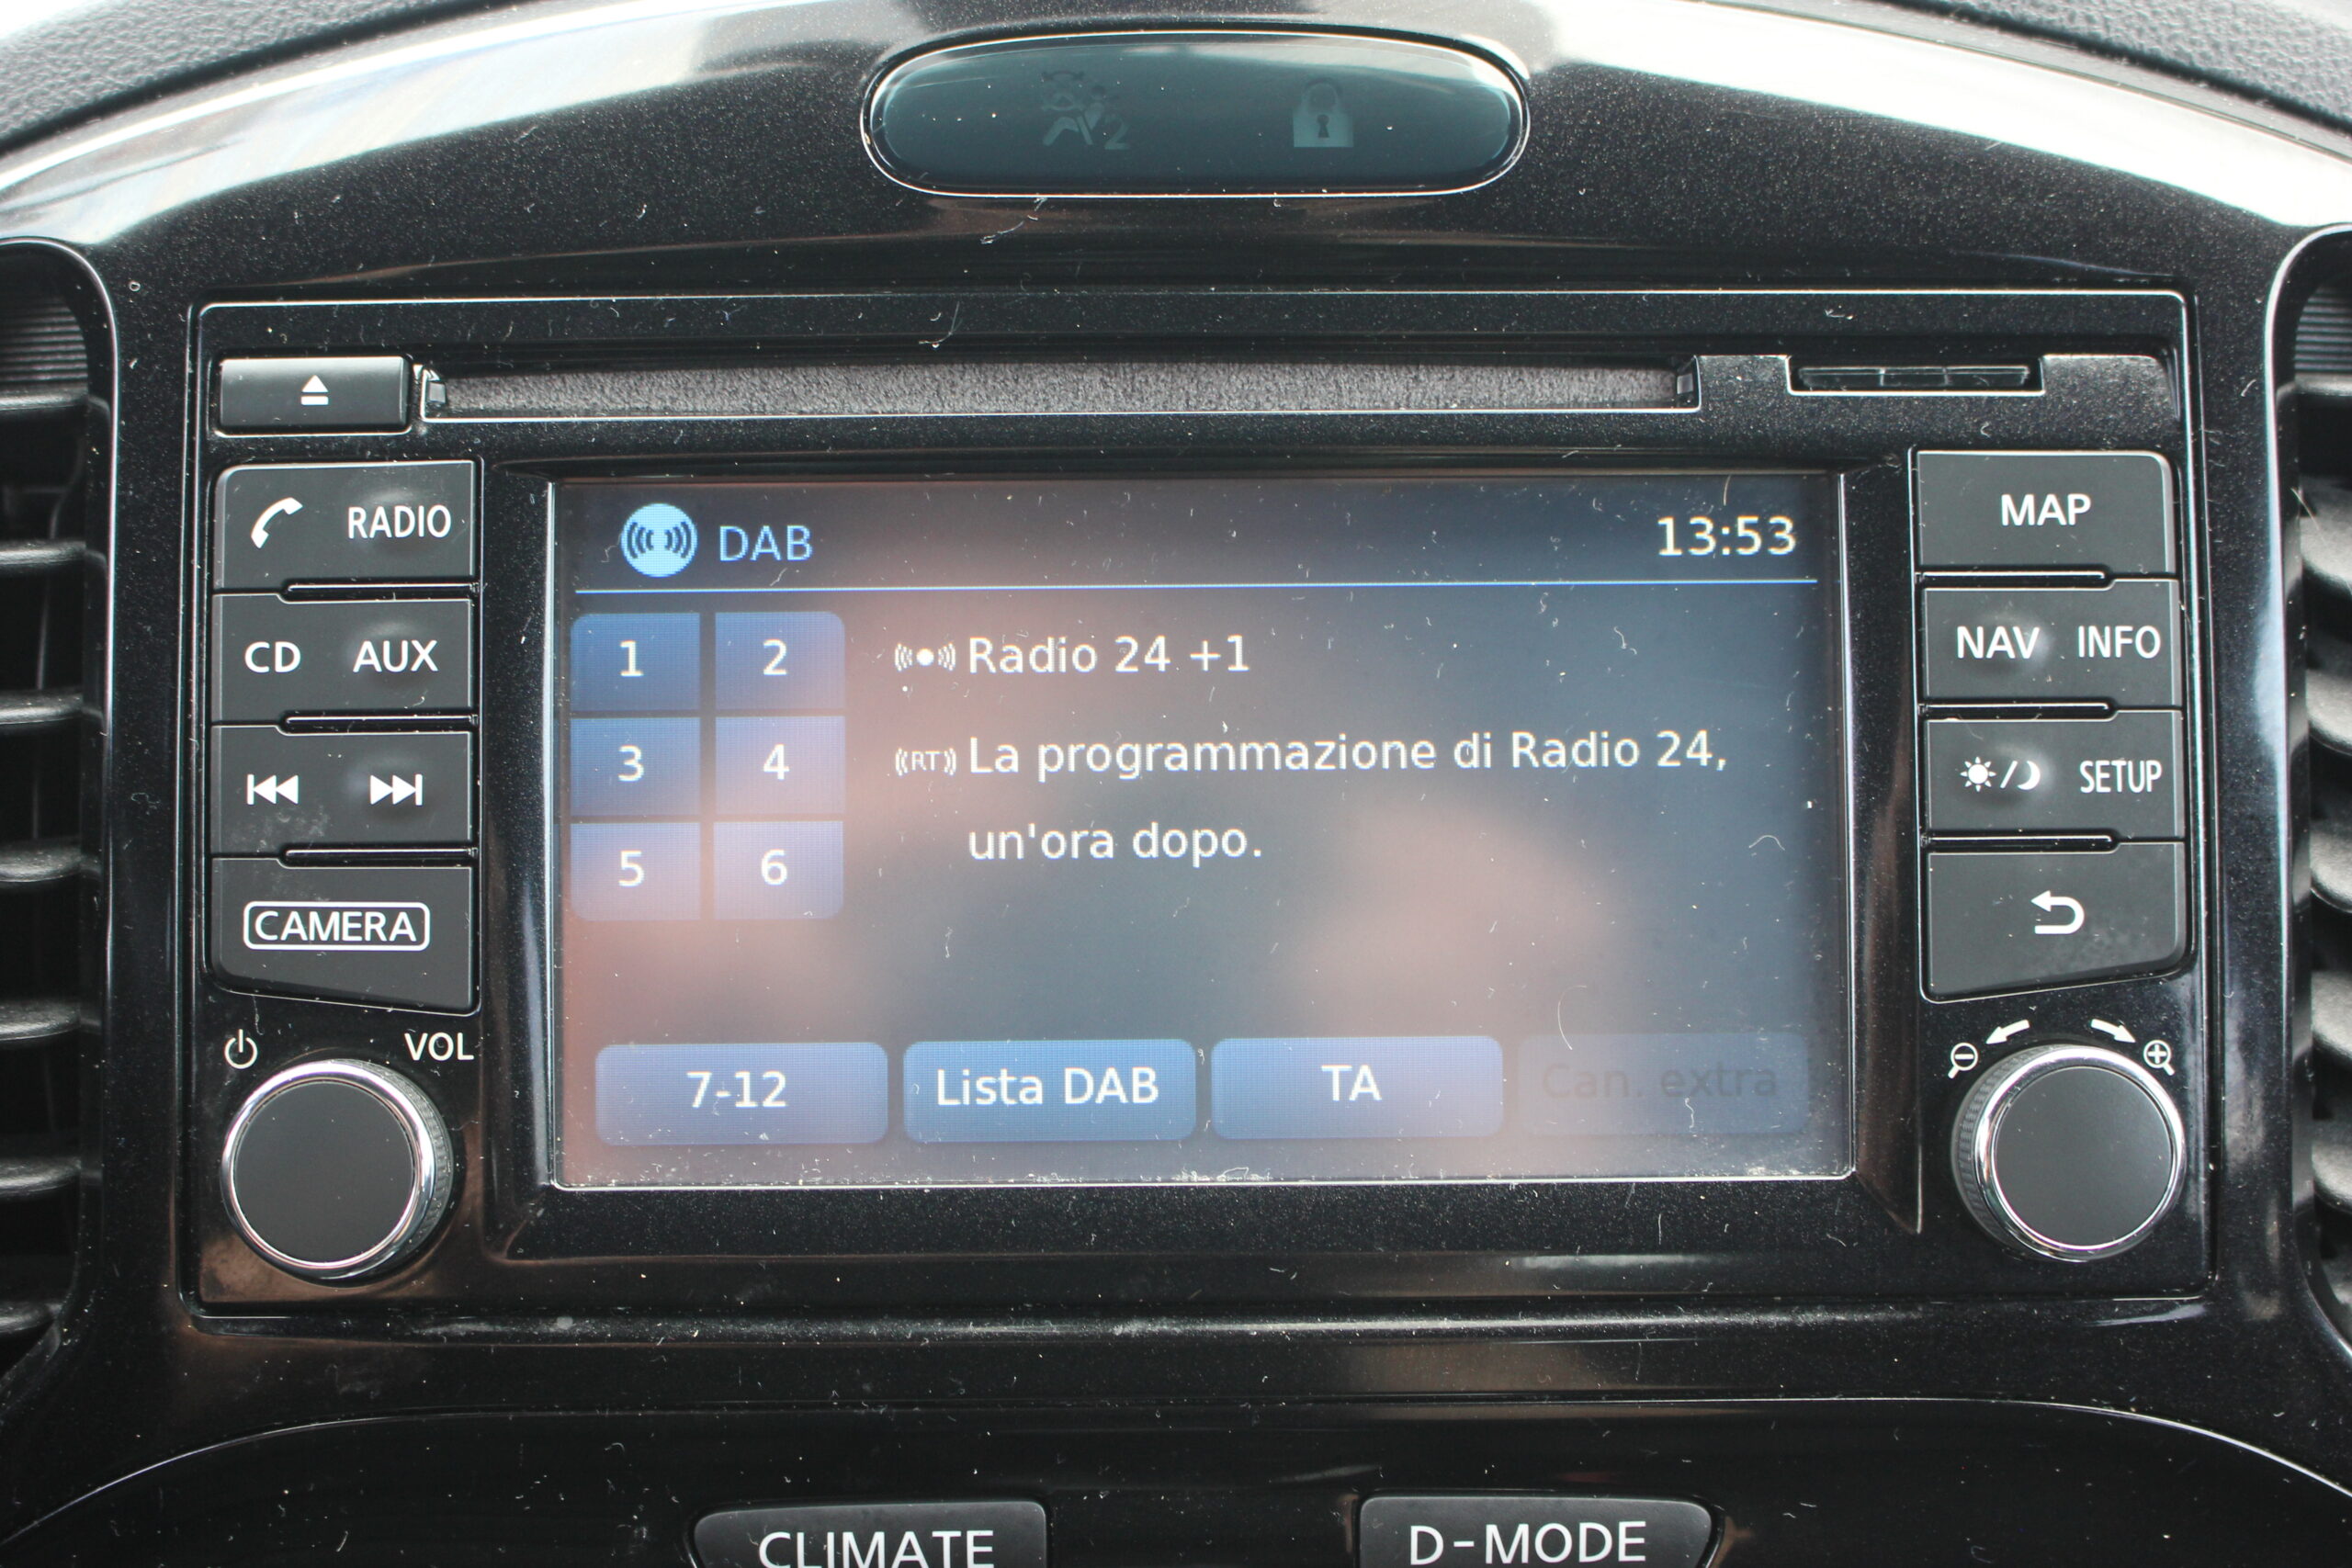 2
RADIO
CD AUX
CAMERA
VOL
DAB 13:53
1 2
3 4
5 6
Radio 24 +1
RT La programmazione di Radio 24,
un'ora dopo.
7-12 Lista DAB TA Can. extra
MAP
NAV INFO
SETUP
CLIMATE D-MODE